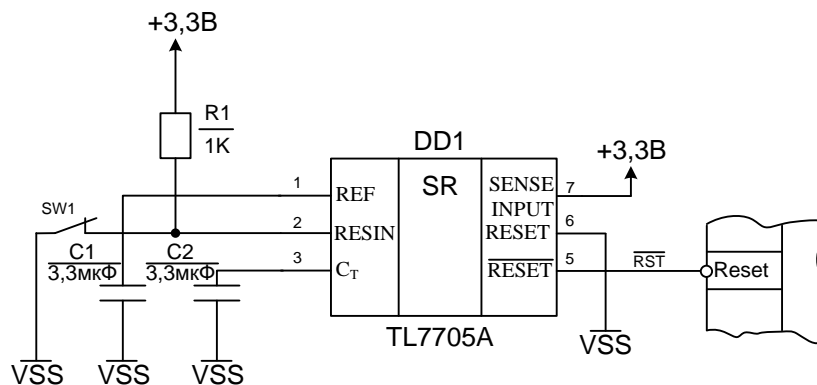 +3,3В
R1
1K
DD1
+3,3В
1
REF
SR
SENSE
INPUT
7
SW1
2
RESIN
RESET
6
C1
3,3мкФ
C2
3,3мкФ
3
CT
RESET
5
RST
Reset
TL7705A
VSS
VSS
VSS
VSS